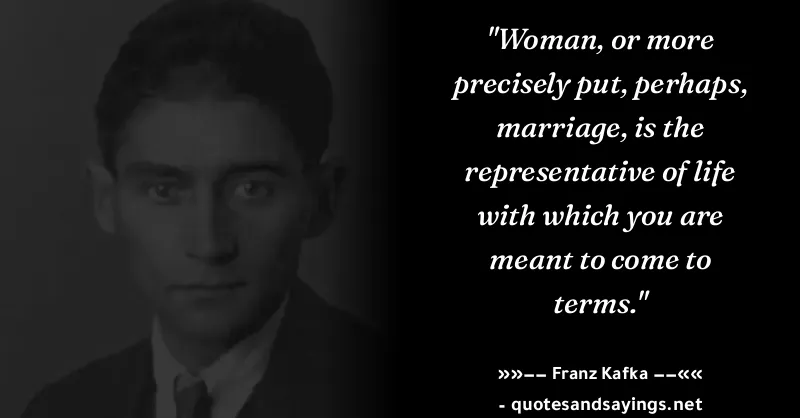 "Woman, or more
precisely put, perhaps,
marriage, is the
representative of life
with which you are
meant to come to
terms."
»»–– Franz Kafka ––««
- quotesandsayings.net